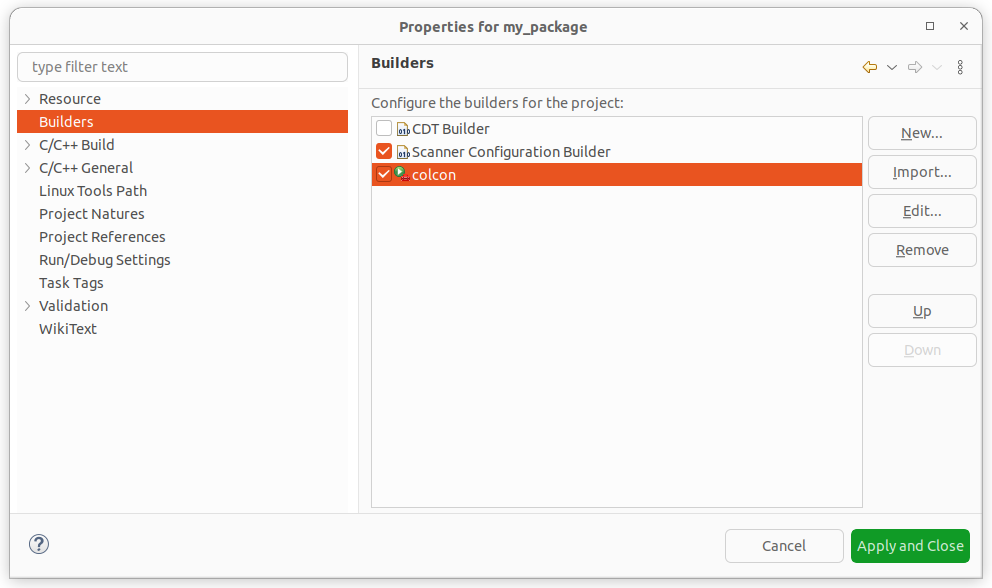 Properties for my_package
type filter text
Resource
Builders
C/C++ Build
C/C++ General
Linux Tools Path
Project Natures
Project References
Run/Debug Settings
Task Tags
Validation
WikiText
Builders
Configure the builders for the project:
CDT Builder
Scanner Configuration Builder
colcon
New...
Import...
Edit...
Remove
Up
Down
Cancel
Apply and Close